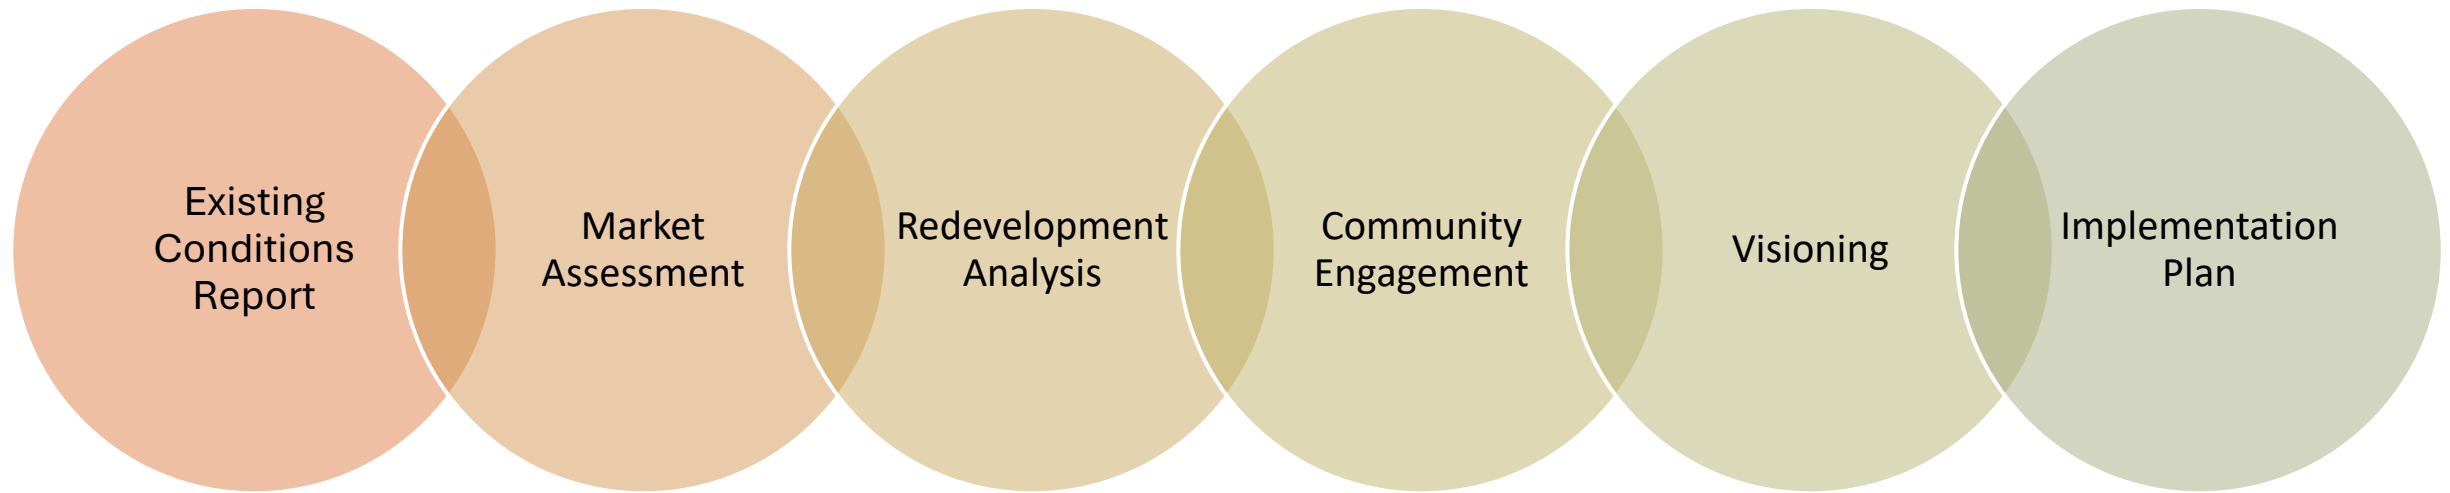 Existing
Conditions
Report
Market
Assessment
Redevelopment
Analysis
Community
Engagement
Visioning
Implementation
Plan